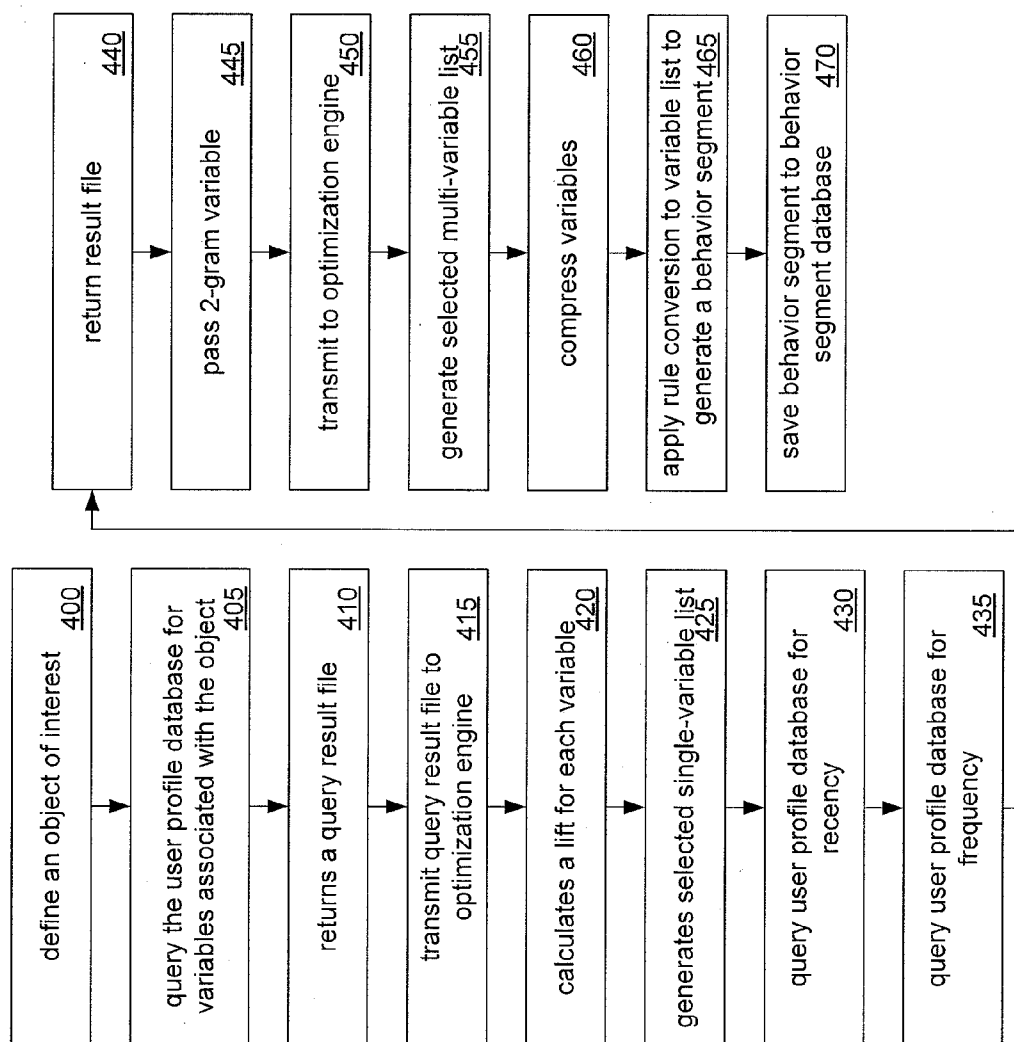 define an object of interest
400
query the user profile database for
variables associated with the object
405
returns a query result file
410
transmit query result file to
optimization engine
415
calculates a lift for each variable
420
generates selected single-variable list
425
query user profile database for
recency
430
query user profile database for
frequency
435
return result file
440
pass 2-gram variable
445
transmit to optimization engine
450
generate selected multi-variable list
455
compress variables
460
apply rule conversion to variable list to
generate a behavior segment
465
save behavior segment to behavior
segment database
470